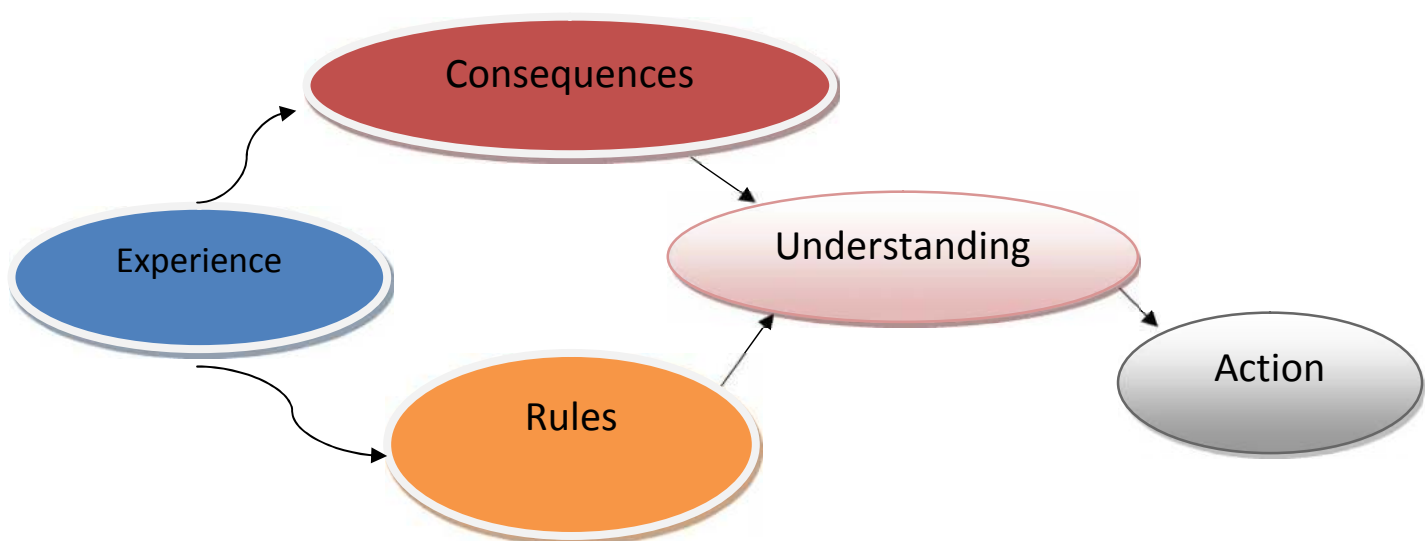 Consequences
Experience
Understanding
Rules
Action